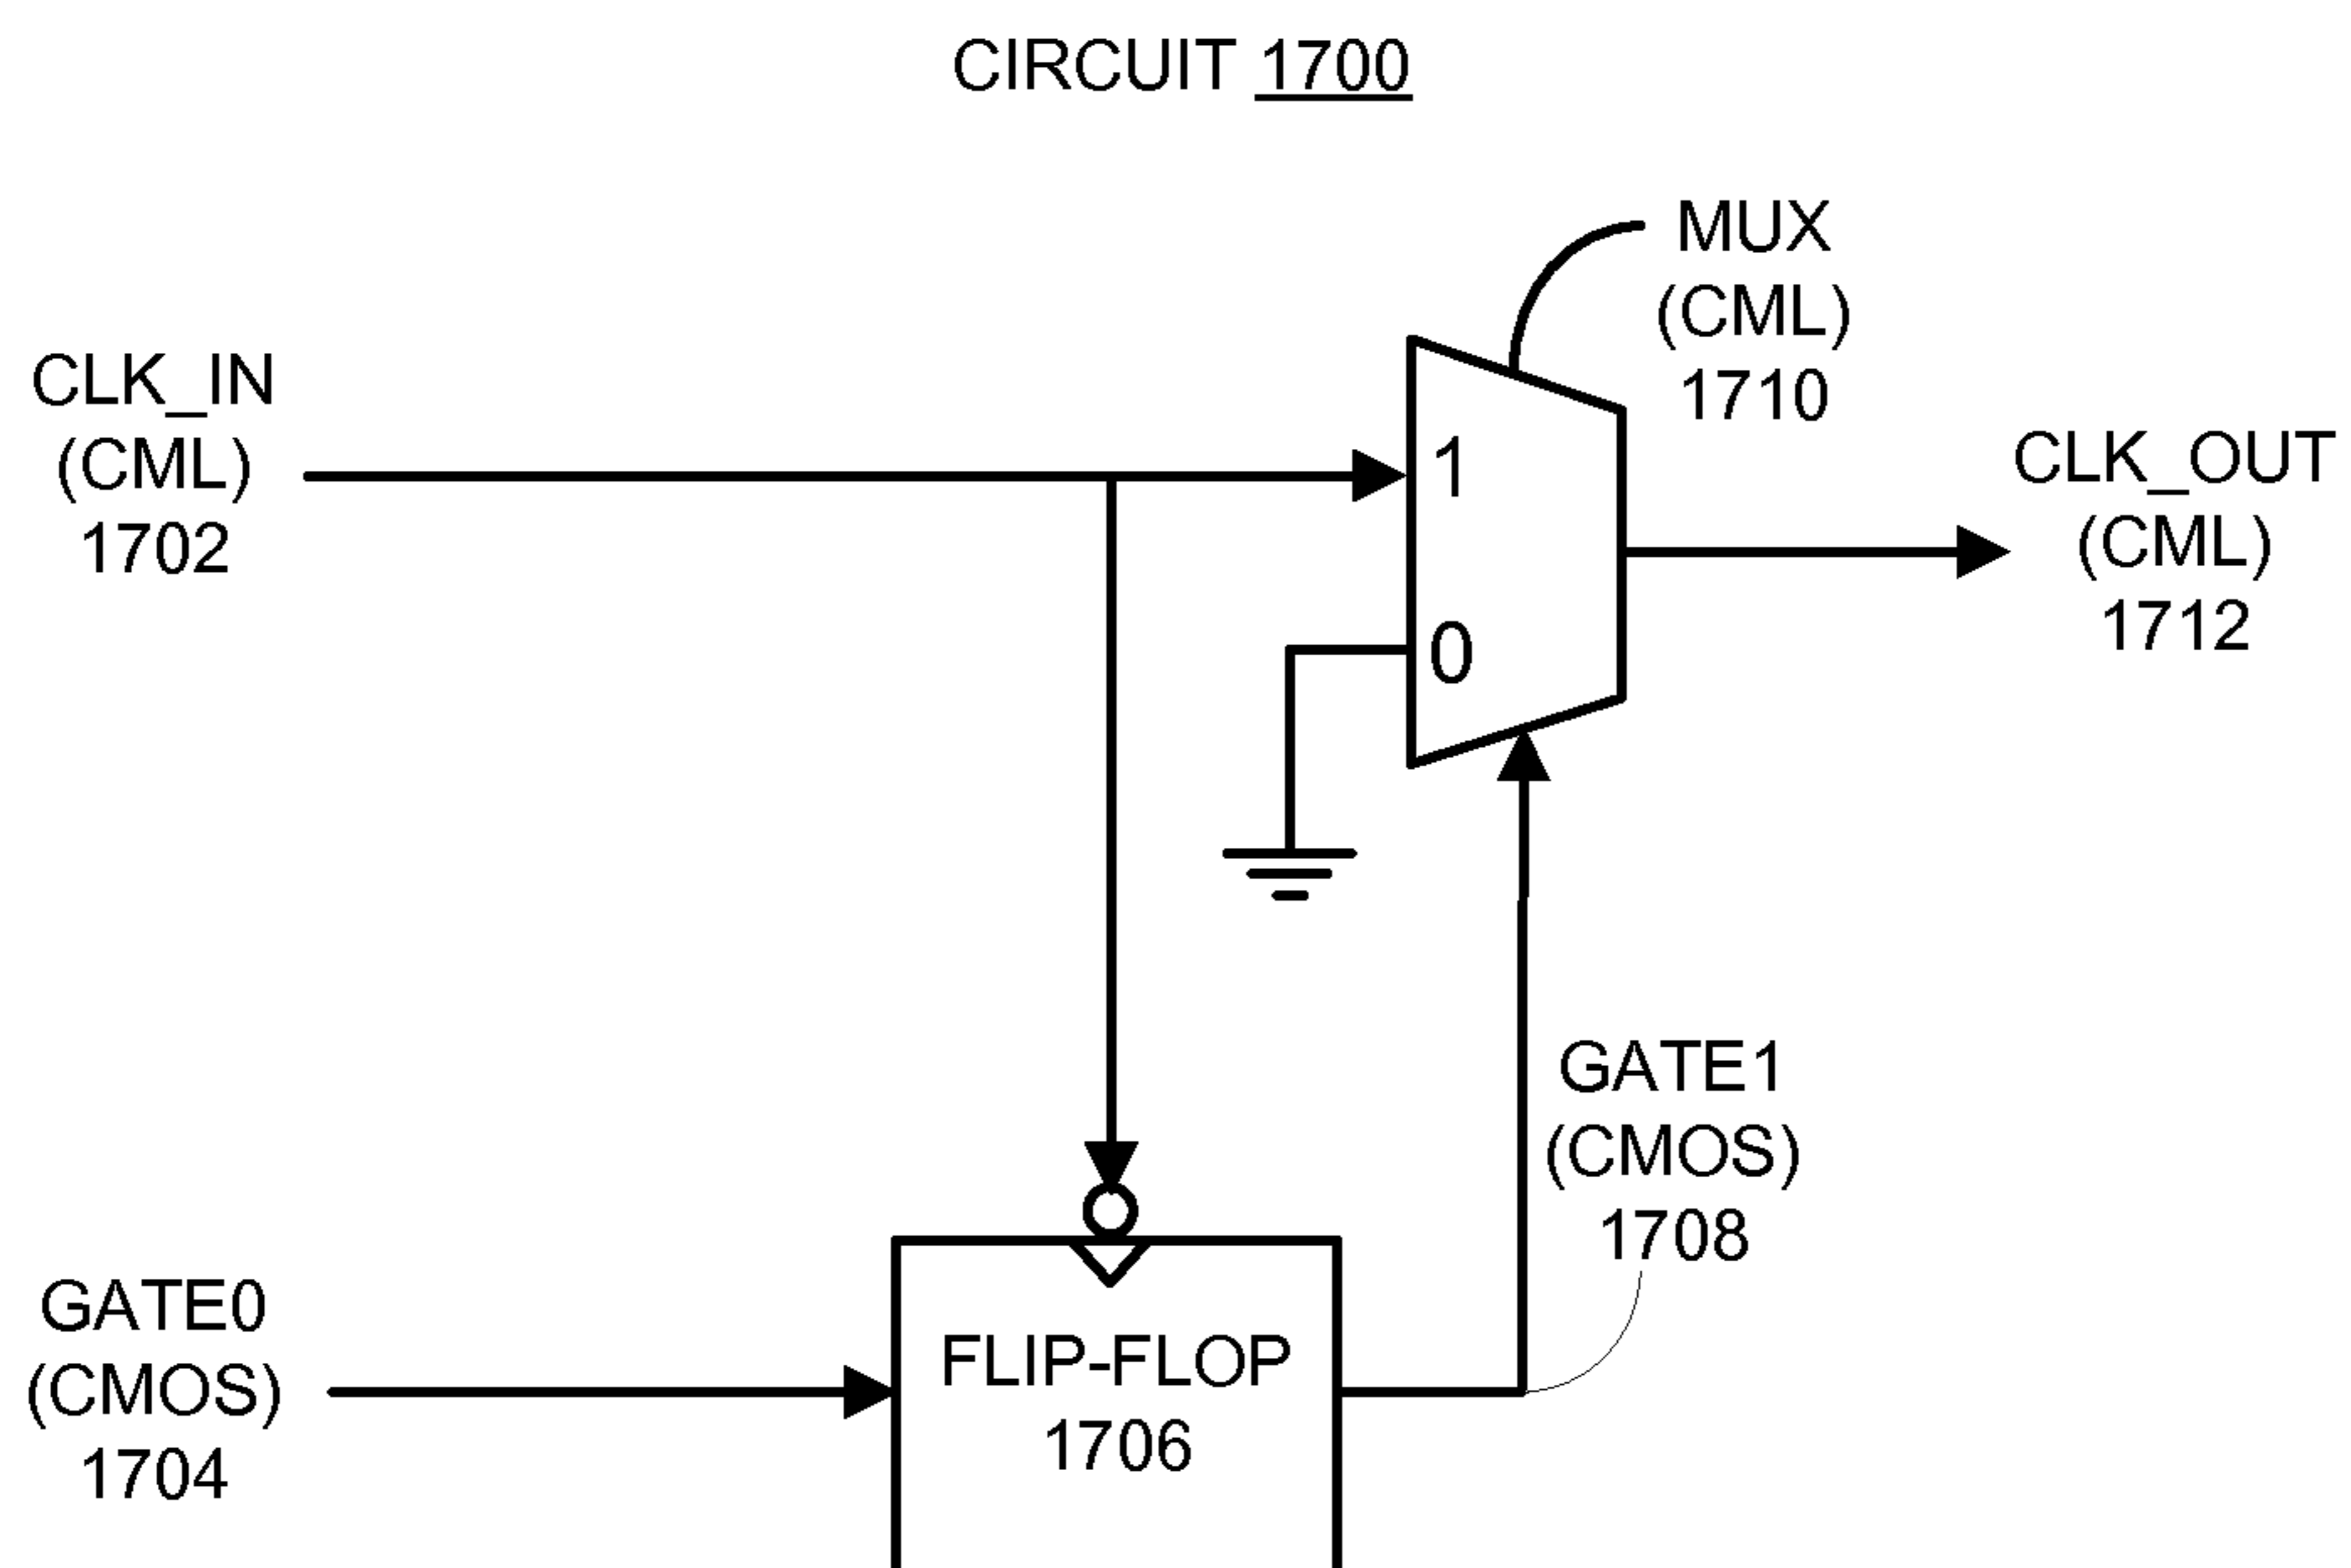 CIRCUIT 1700
MUX
(CML)
1710
CLK_IN
(CML)
1702
1
0
CLK_OUT
(CML)
1712
GATE1
(CMOS)
1708
GATE0
(CMOS)
1704
FLIP-FLOP
1706